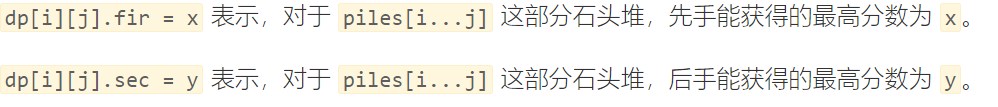 dp[i][j].fir = x 表示，对于 piles[i...j] 这部分石头堆，先手能获得的最高分数为 x。
dp[i][j].sec = y 表示，对于 piles[i...j] 这部分石头堆，后手能获得的最高分数为 y。